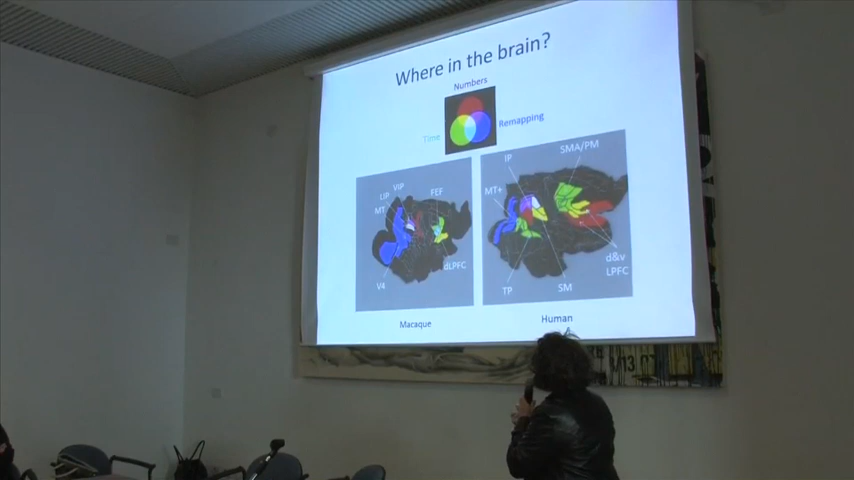 Where in the brain?
Numbers
Time
Remapping
LIP
VIP
FEF
MT
dLPFC
V4
Macaque
IP
SMA/PM
MT+
d&v
LPFC
TP
SM
Human